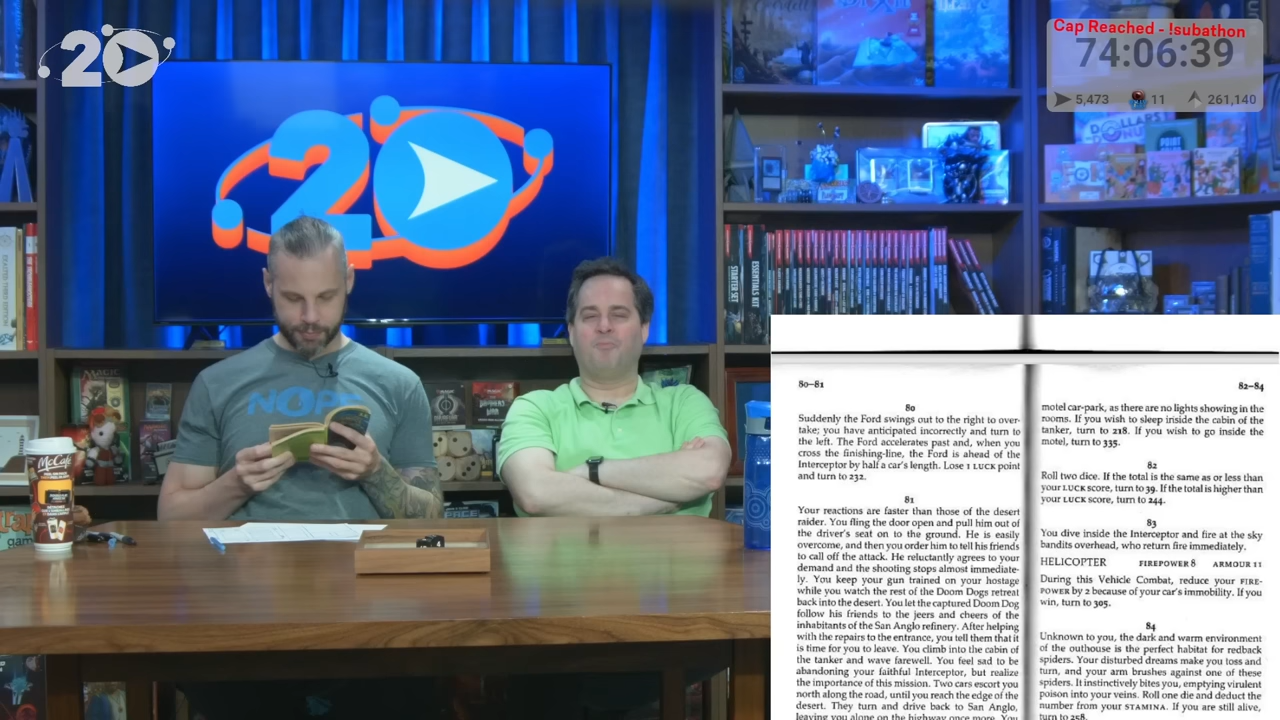 20
Cap Reached - !subathon
74:06:39
5,473
11
261,140
20
STARTER SET
ESSENTIALS KIT
NOPE
McCafé
80–81
80
Suddenly the Ford swings out to the right to over-
take; you have anticipated incorrectly and turn to
the left. The Ford accelerates past and, when you
cross the finishing-line, the Ford is ahead of the
Interceptor by half a car's length. Lose 1 LUCK point
and turn to 232.
81
Your reactions are faster than those of the desert
raider. You fling the door open and pull him out of
the driver's seat on to the ground. He is easily
overcome, and then you order him to tell his friends
to call off the attack. He reluctantly agrees to your
demand and the shooting stops almost immediate-
ly. You keep your gun trained on your hostage
while you watch the rest of the Doom Dogs retreat
back into the desert. You let the captured Doom Dog
follow his friends to the jeers and cheers of the
inhabitants of the San Anglo refinery. After helping
with the repairs to the entrance, you tell them that it
is time for you to leave. You climb into the cabin of
the tanker and wave farewell. You feel sad to be
abandoning your faithful Interceptor, but realize
the importance of this mission. Two cars escort you
north along the road, until you reach the edge of the
desert. They turn and drive back to San Anglo,
leaving you alone on the highway once more. You
82–84
motel car-park, as there are no lights showing in the
rooms. If you wish to sleep inside the cabin of the
tanker, turn to 218. If you wish to go inside the
motel, turn to 335.
82
Roll two dice. If the total is the same as or less than
your LUCK score, turn to 39. If the total is higher than
your LUCK score, turn to 244.
83
You dive inside the Interceptor and fire at the sky
bandits overhead, who return fire immediately.
HELICOPTER FIREPOWER 8 ARMOUR 11
During this Vehicle Combat, reduce your FIRE-
POWER by 2 because of your car's immobility. If you
win, turn to 305.
84
Unknown to you, the dark and warm environment
of the outhouse is the perfect habitat for redback
spiders. Your disturbed dreams make you toss and
turn, and your arm brushes against one of these
spiders. It instinctively bites you, emptying virulent
poison into your veins. Roll one die and deduct the
number from your STAMINA. If you are still alive,
turn to 258.